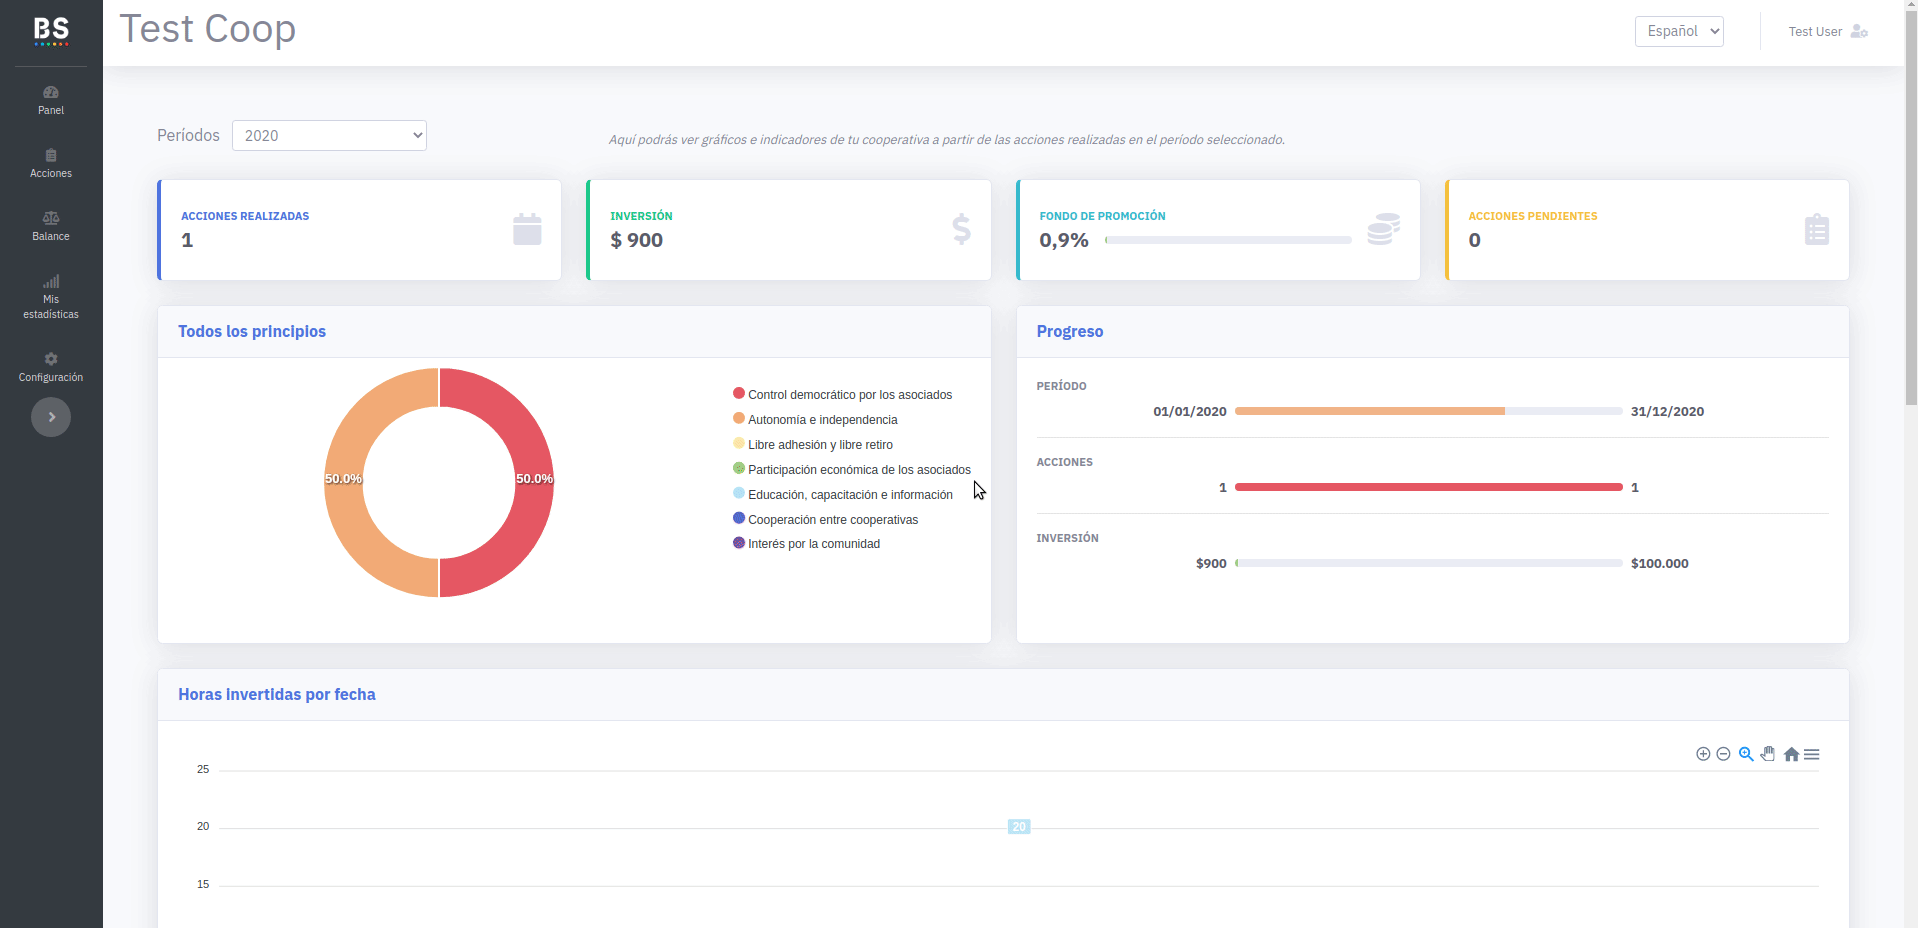 BS
Test Coop
Español
Test User
Panel
Acciones
Balance
Mis
estadísticas
Configuración
Períodos
2020
Aquí podrás ver gráficos e indicadores de tu cooperativa a partir de las acciones realizadas en el período seleccionado.
ACCIONES REALIZADAS
1
INVERSIÓN
$ 900
FONDO DE PROMOCIÓN
0,9%
ACCIONES PENDIENTES
0
Todos los principios
50.0%
50.0%
Control democrático por los asociados
Autonomía e independencia
Libre adhesión y libre retiro
Participación económica de los asociados
Educación, capacitación e información
Cooperación entre cooperativas
Interés por la comunidad
Progreso
PERÍODO
01/01/2020
31/12/2020
ACCIONES
1
1
INVERSIÓN
$900
$100.000
Horas invertidas por fecha
25
20
20
15